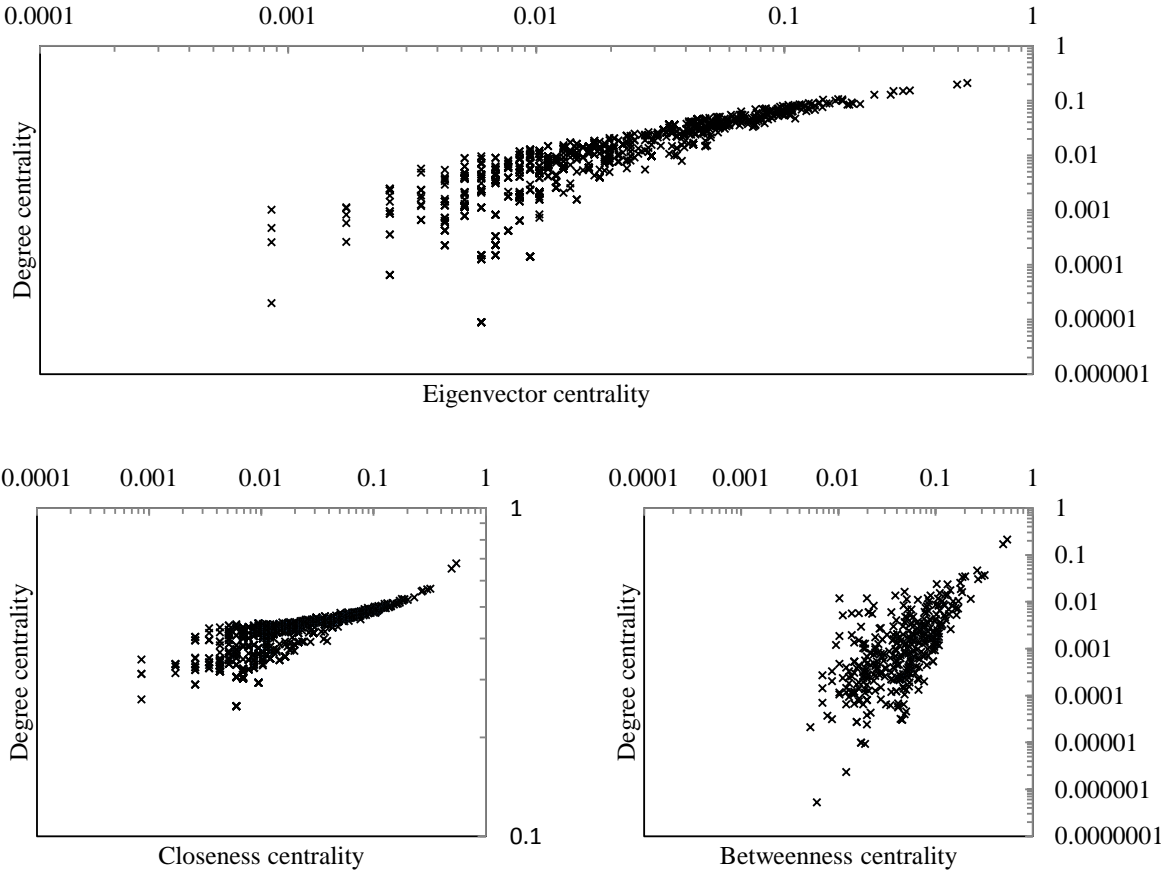 0.0001 0.001 0.01 0.1 1
1
0.1
0.01
0.001
0.0001
0.00001
0.000001
Degree centrality
Eigenvector centrality
0.0001 0.001 0.01 0.1 1
1
0.1
Degree centrality
Closeness centrality
0.0001 0.001 0.01 0.1 1
1
0.1
0.01
0.001
0.0001
0.00001
0.000001
0.0000001
Degree centrality
Betweenness centrality